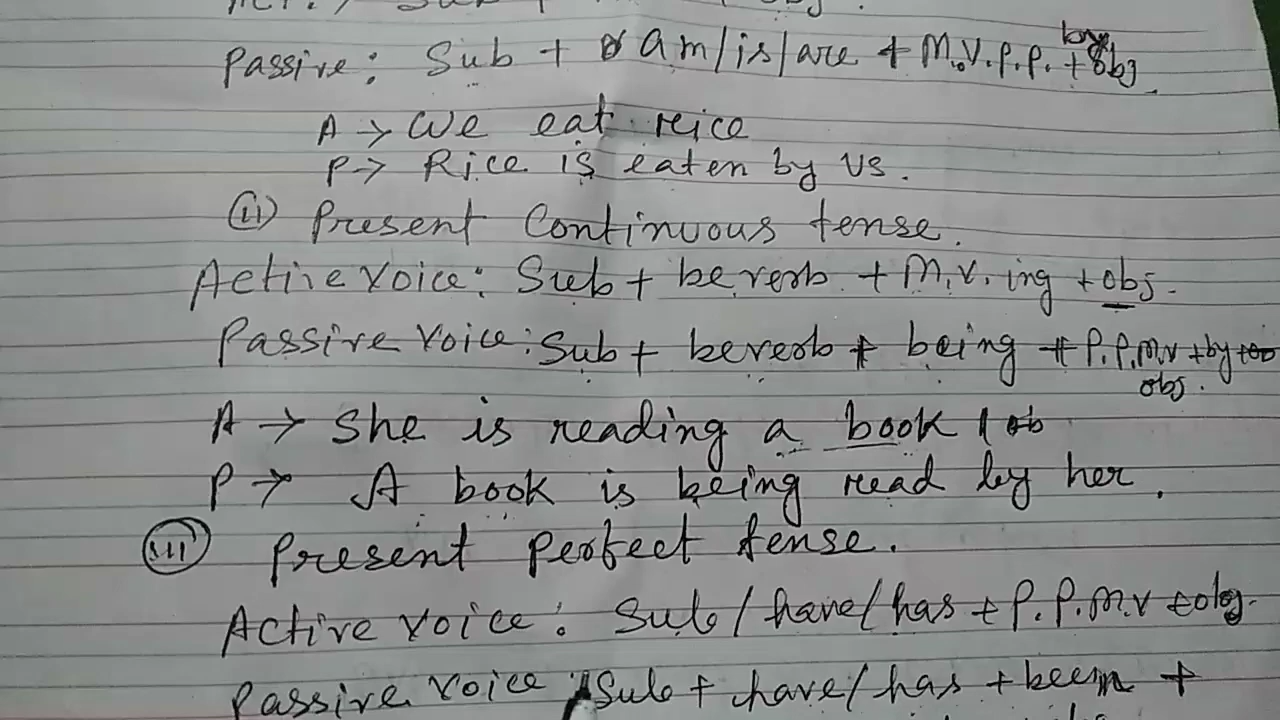 Passive: Sub + am/is/are + M.V.P.P. + by obj.
A → We eat rice
P → Rice is eaten by us.
(ii) Present Continuous tense.
Active Voice: Sub + be verb + M.V. ing + obj.
Passive Voice: Sub + be verb + being + P.P.M.V + by
obj.
A → She is reading a book
P → A book is being read by her.
(iii) Present Perfect tense.
Active Voice: Sub/have/has + P.P.M.V + obj.
Passive Voice: Sub + have/has + been +